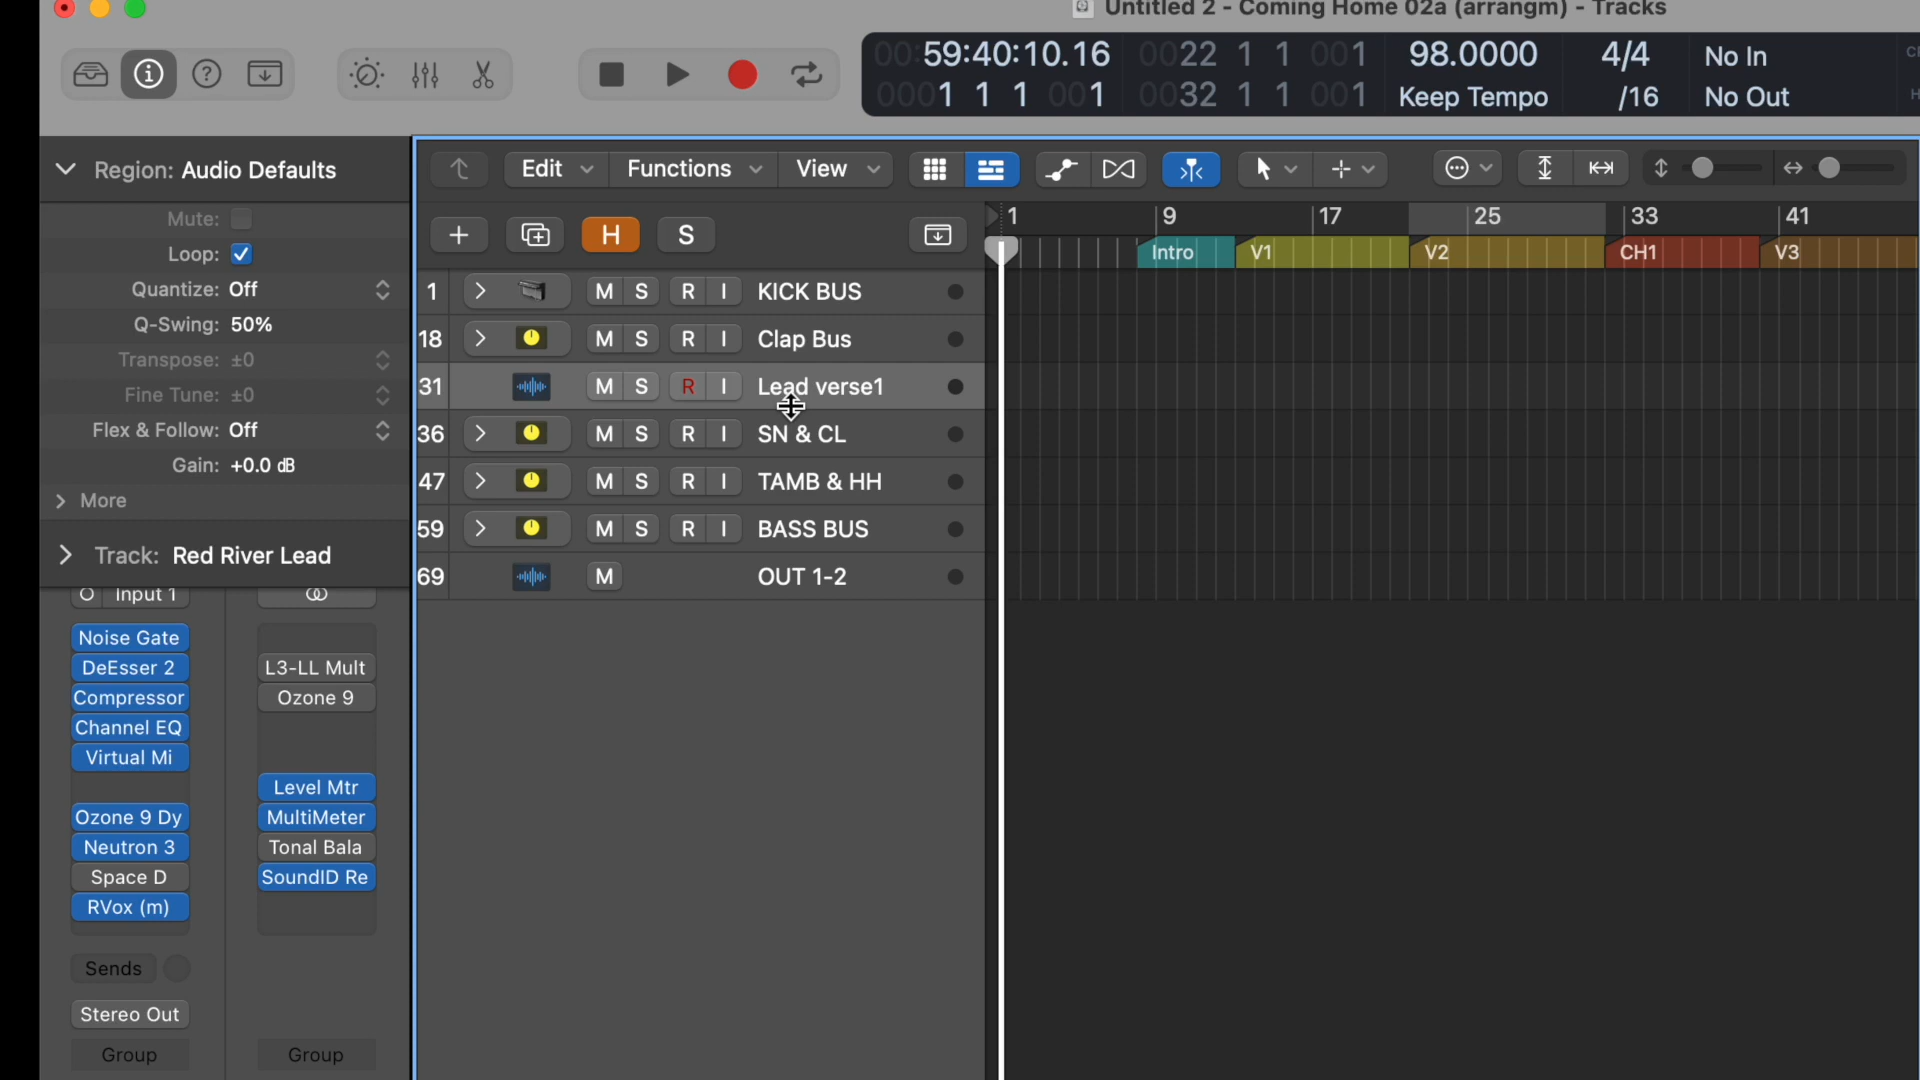 Untitled 2 - Coming Home 02a (arrangm) - Tracks
00:59:40:10.16 0022 1 1 001 98.0000 4/4 No In
0001 1 1 001 0032 1 1 001 Keep Tempo /16 No Out
Region: Audio Defaults
Edit Functions View
Mute:
Loop:
Quantize: Off
Q-Swing: 50%
Transpose: ±0
Fine Tune: ±0
Flex & Follow: Off
Gain: +0.0 dB
More
Track: Red River Lead
H S
1 9 17 25 33 41
Intro V1 V2 CH1 V3
1 M S R I KICK BUS
18 M S R I Clap Bus
31 M S R I Lead verse1
36 M S R I SN & CL
47 M S R I TAMB & HH
59 M S R I BASS BUS
69 M OUT 1-2
Input 1
Noise Gate
DeEsser 2
Compressor
Channel EQ
Virtual Mi
Ozone 9 Dy
Neutron 3
Space D
RVox (m)
Sends
Stereo Out
Group
L3-LL Mult
Ozone 9
Level Mtr
MultiMeter
Tonal Bala
SoundID Re
Group